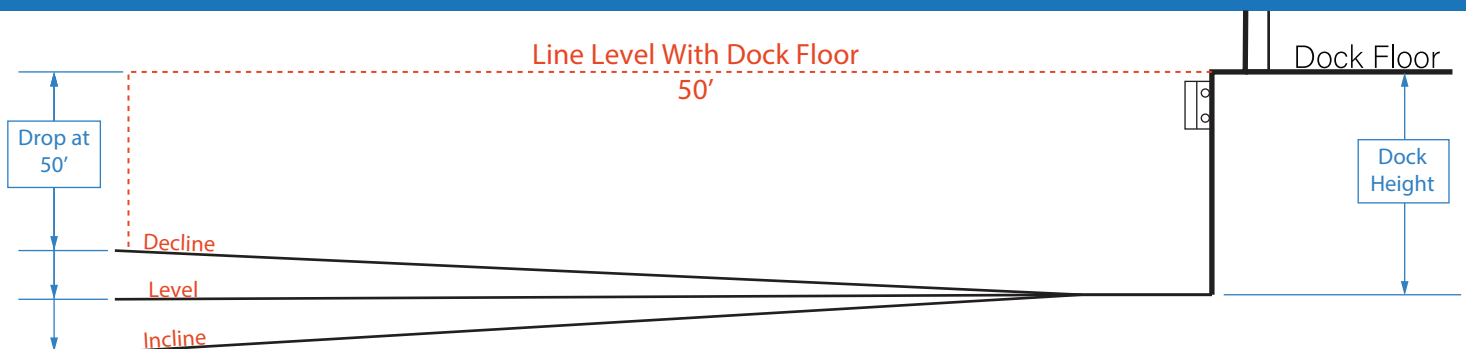 Line Level With Dock Floor
50’
Dock Floor
Drop at
50’
Dock
Height
Decline
Level
Incline